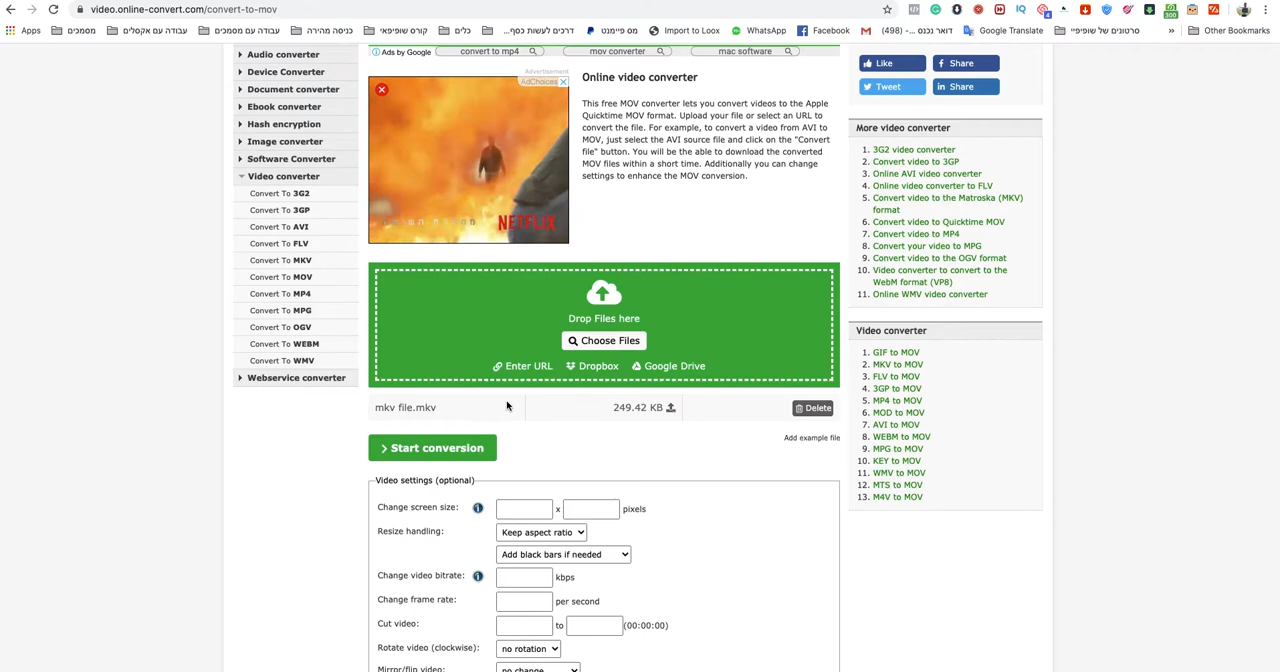 video.online-convert.com/convert-to-mov
Apps
מסמכים
עבודה עם אקסלים
עבודה עם מסמכים
כניסה מהירה
קורס שופיפאי
כלים
דרכים לעשות כסף...
מס פיימנט
Import to Loox
WhatsApp
Facebook
דואר נכנס - (498)
Google Translate
סרטונים של שופיפיי
»
Other Bookmarks
Audio converter
Device Converter
Document converter
Ebook converter
Hash encryption
Image converter
Software Converter
Video converter
Convert To 3G2
Convert To 3GP
Convert To AVI
Convert To FLV
Convert To MKV
Convert To MOV
Convert To MP4
Convert To MPG
Convert To OGV
Convert To WEBM
Convert To WMV
Webservice converter
Ads by Google
convert to mp4
mov converter
mac software
Advertisement
AdChoices
NETFLIX
Online video converter
This free MOV converter lets you convert videos to the Apple
Quicktime MOV format. Upload your file or select an URL to
convert the file. For example, to convert a video from AVI to
MOV, just select the AVI source file and click on the "Convert
file" button. You will be able to download the converted
MOV files within a short time. Additionally you can change
settings to enhance the MOV conversion.
Drop Files here
Choose Files
Enter URL
Dropbox
Google Drive
mkv file.mkv
249.42 KB
Delete
Start conversion
Add example file
Video settings (optional)
Change screen size:
x
pixels
Resize handling:
Keep aspect ratio
Add black bars if needed
Change video bitrate:
kbps
Change frame rate:
per second
Cut video:
to
(00:00:00)
Rotate video (clockwise):
no rotation
Mirror/flip video:
no change
Like
Share
Tweet
Share
More video converter
1. 3G2 video converter
2. Convert video to 3GP
3. Online AVI video converter
4. Online video converter to FLV
5. Convert video to the Matroska (MKV)
format
6. Convert video to Quicktime MOV
7. Convert video to MP4
8. Convert your video to MPG
9. Convert video to the OGV format
10. Video converter to convert to the
WebM format (VP8)
11. Online WMV video converter
Video converter
1. GIF to MOV
2. MKV to MOV
3. FLV to MOV
4. 3GP to MOV
5. MP4 to MOV
6. MOD to MOV
7. AVI to MOV
8. WEBM to MOV
9. MPG to MOV
10. KEY to MOV
11. WMV to MOV
12. MTS to MOV
13. M4V to MOV